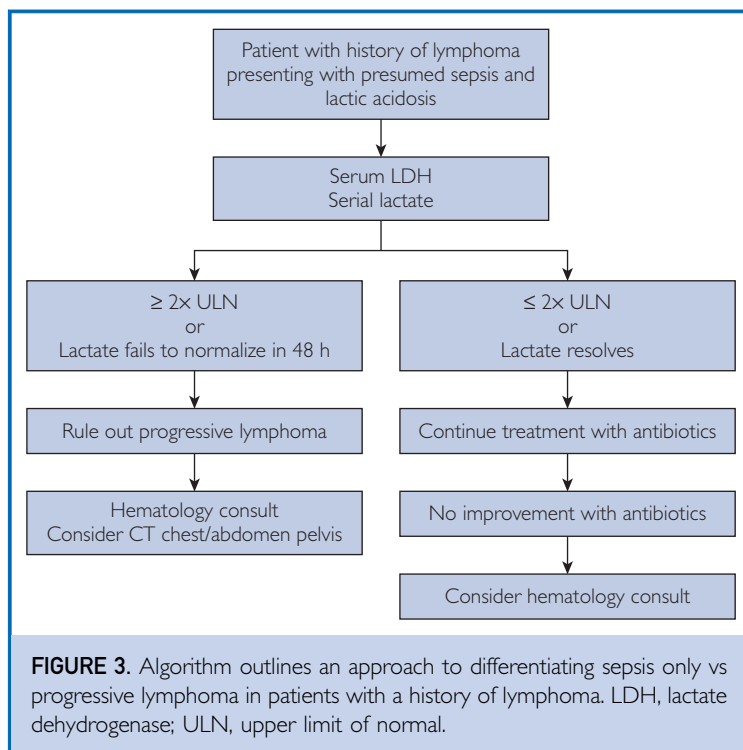 Patient with history of lymphoma
presenting with presumed sepsis and
lactic acidosis
Serum LDH
Serial lactate
≥ 2x ULN
or
Lactate fails to normalize in 48 h
Rule out progressive lymphoma
Hematology consult
Consider CT chest/abdomen pelvis
≤ 2x ULN
or
Lactate resolves
Continue treatment with antibiotics
No improvement with antibiotics
Consider hematology consult
FIGURE 3. Algorithm outlines an approach to differentiating sepsis only vs
progressive lymphoma in patients with a history of lymphoma. LDH, lactate
dehydrogenase; ULN, upper limit of normal.